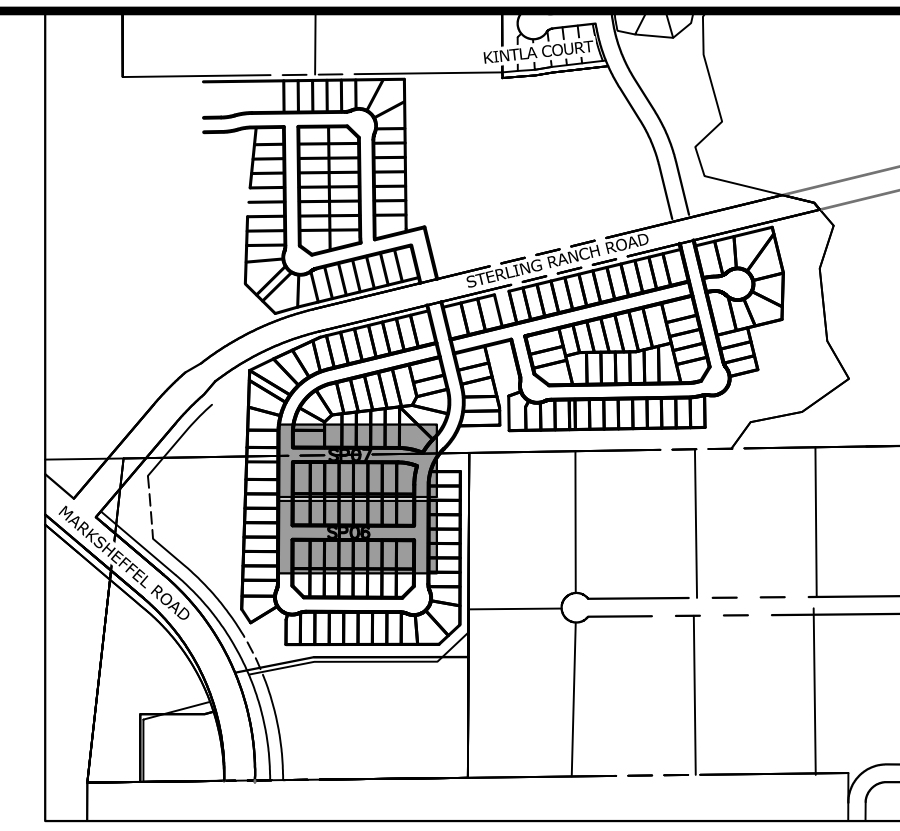 KINTLA COURT
STERLING RANCH ROAD
SP07
MARKSHEFFEL ROAD
SP06